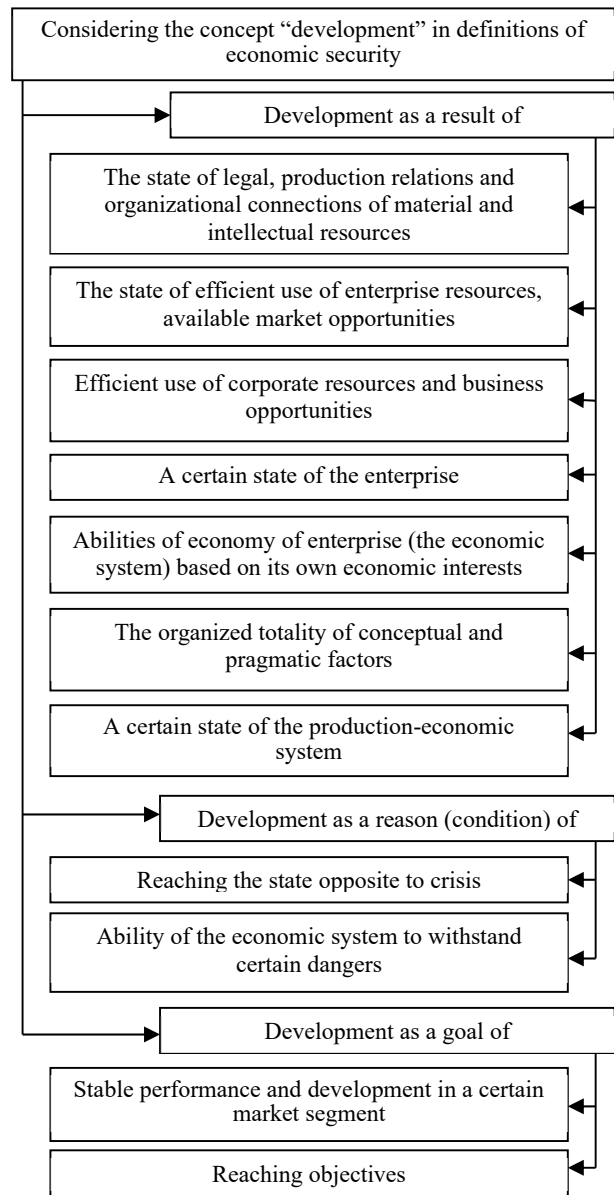 Considering the concept “development” in definitions of
economic security
Development as a result of
The state of legal, production relations and
organizational connections of material and
intellectual resources
The state of efficient use of enterprise resources,
available market opportunities
Efficient use of corporate resources and business
opportunities
A certain state of the enterprise
Abilities of economy of enterprise (the economic
system) based on its own economic interests
The organized totality of conceptual and
pragmatic factors
A certain state of the production-economic
system
Development as a reason (condition) of
Reaching the state opposite to crisis
Ability of the economic system to withstand
certain dangers
Development as a goal of
Stable performance and development in a certain
market segment
Reaching objectives